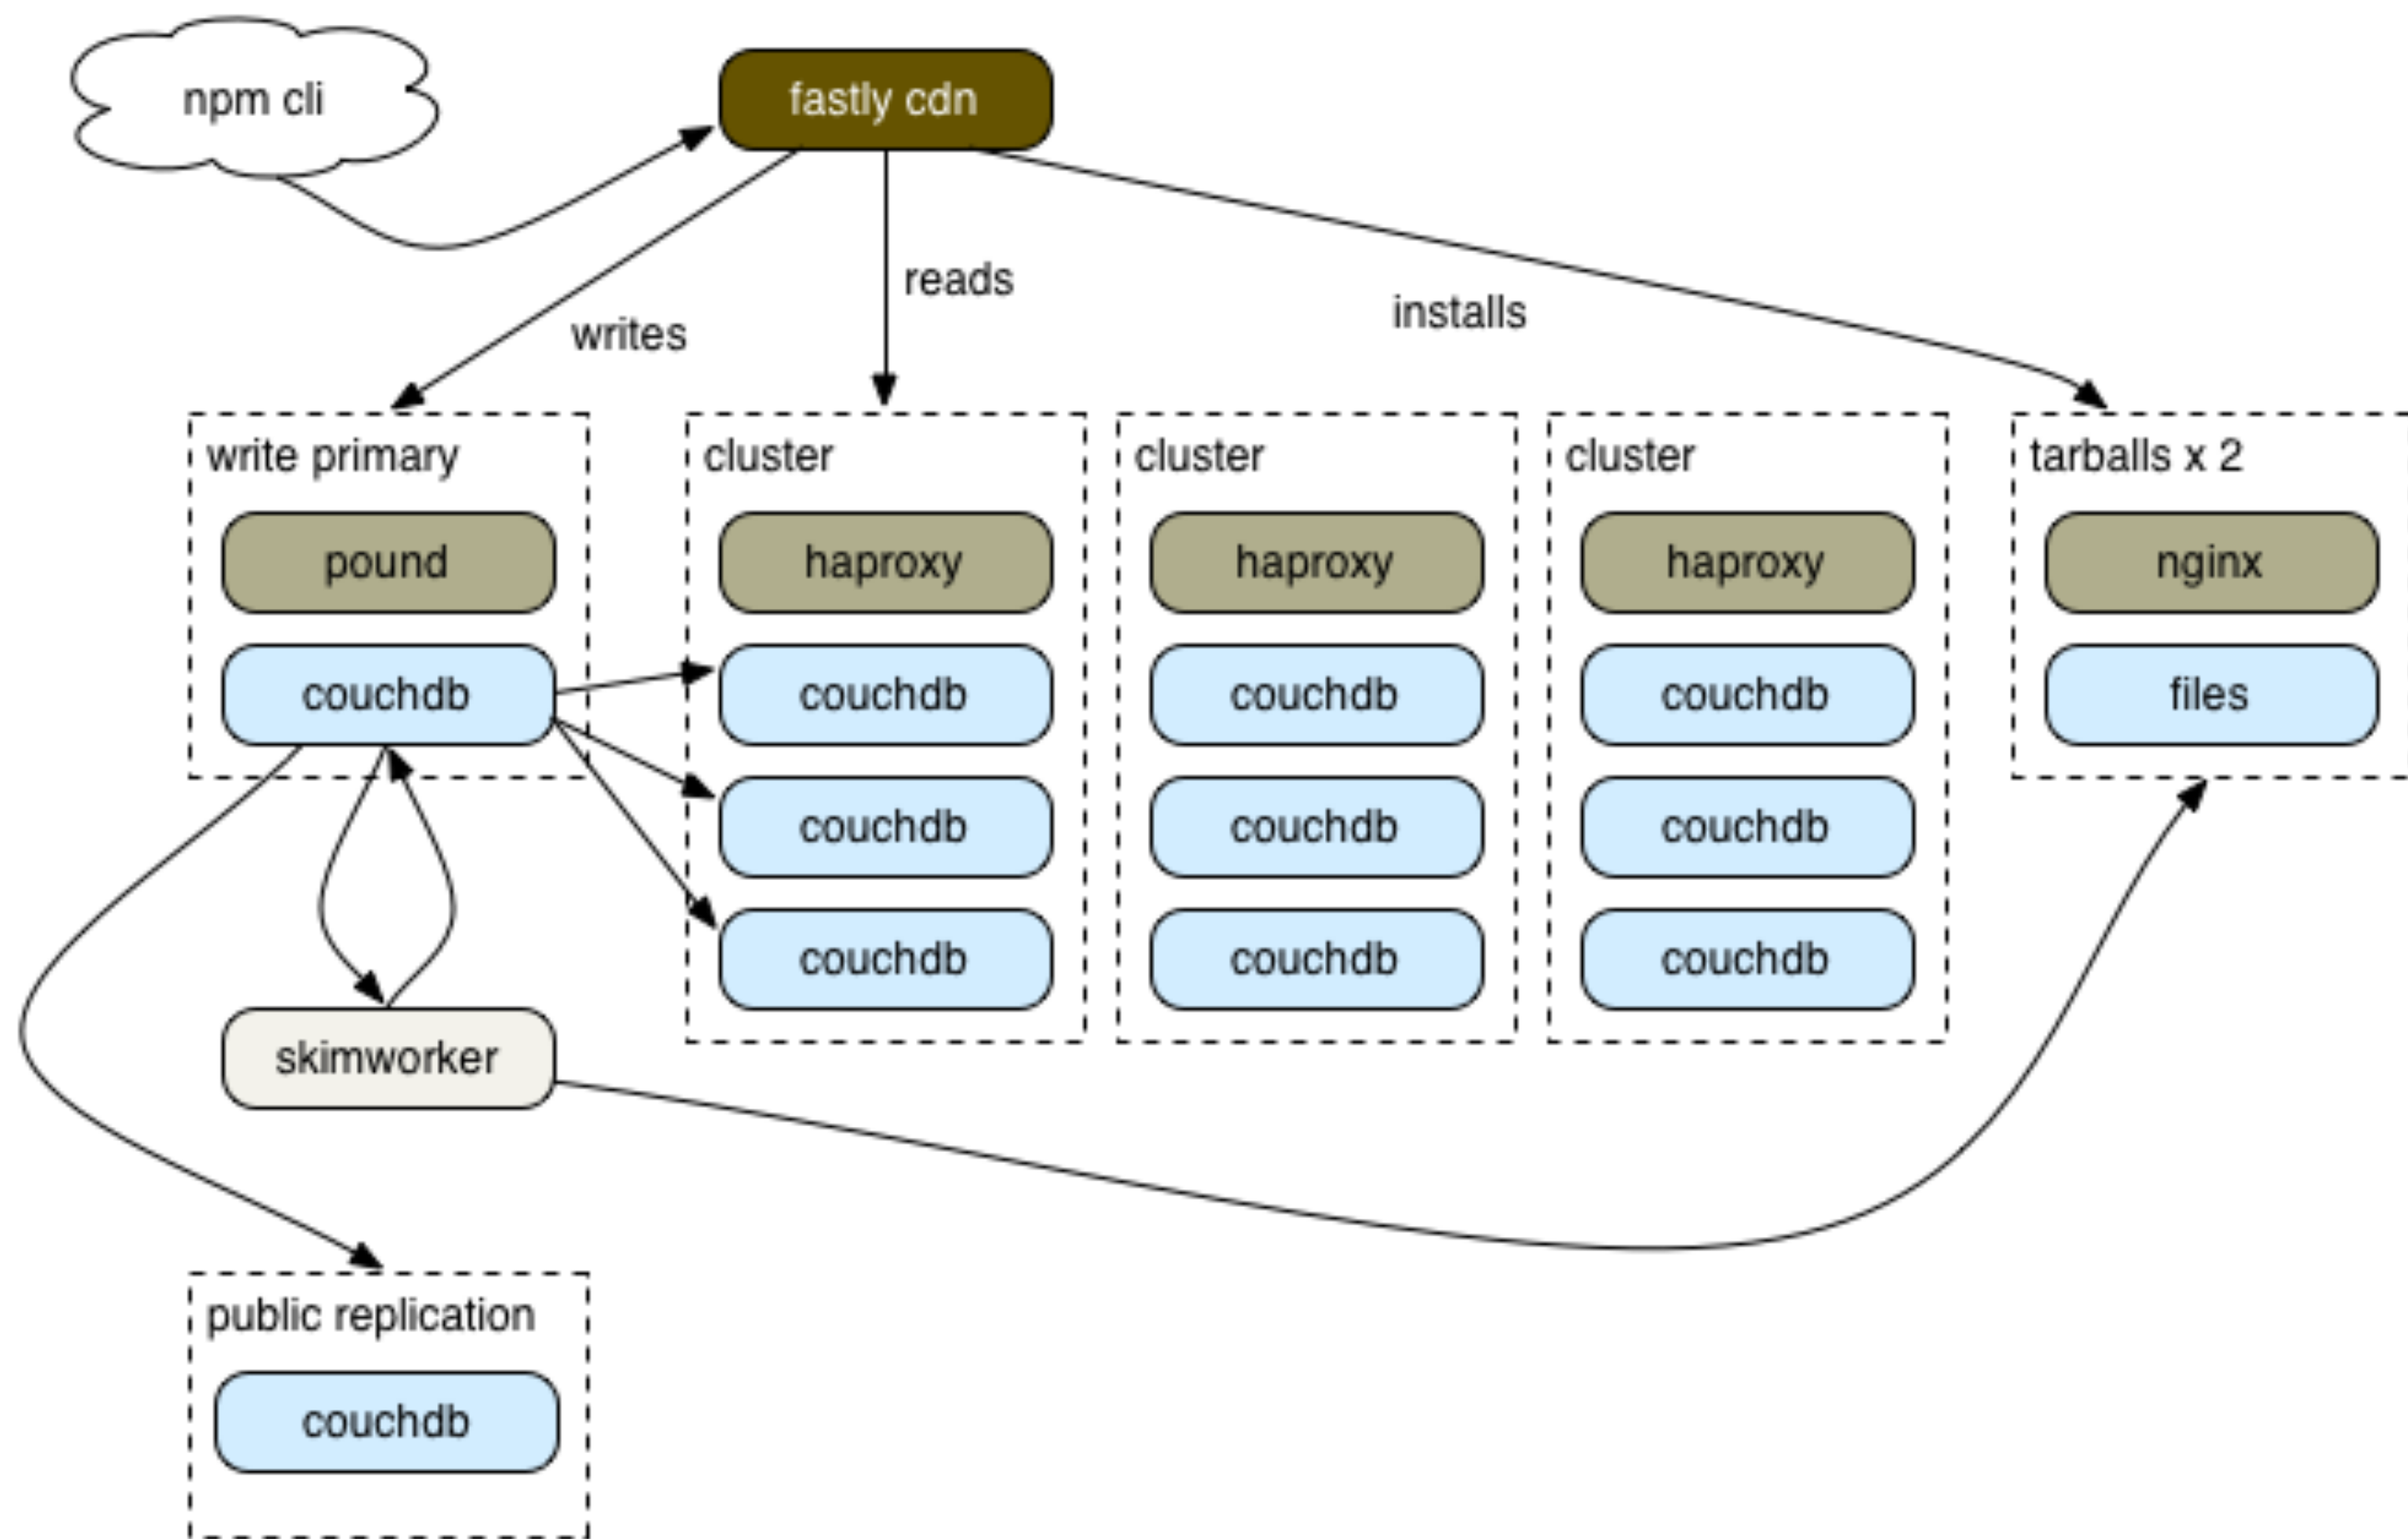 npm cli
fastly cdn
reads
installs
writes
write primary
pound
couchdb
cluster
haproxy
couchdb
couchdb
couchdb
cluster
haproxy
couchdb
couchdb
couchdb
cluster
haproxy
couchdb
couchdb
couchdb
tarballs x 2
nginx
files
skimworker
public replication
couchdb